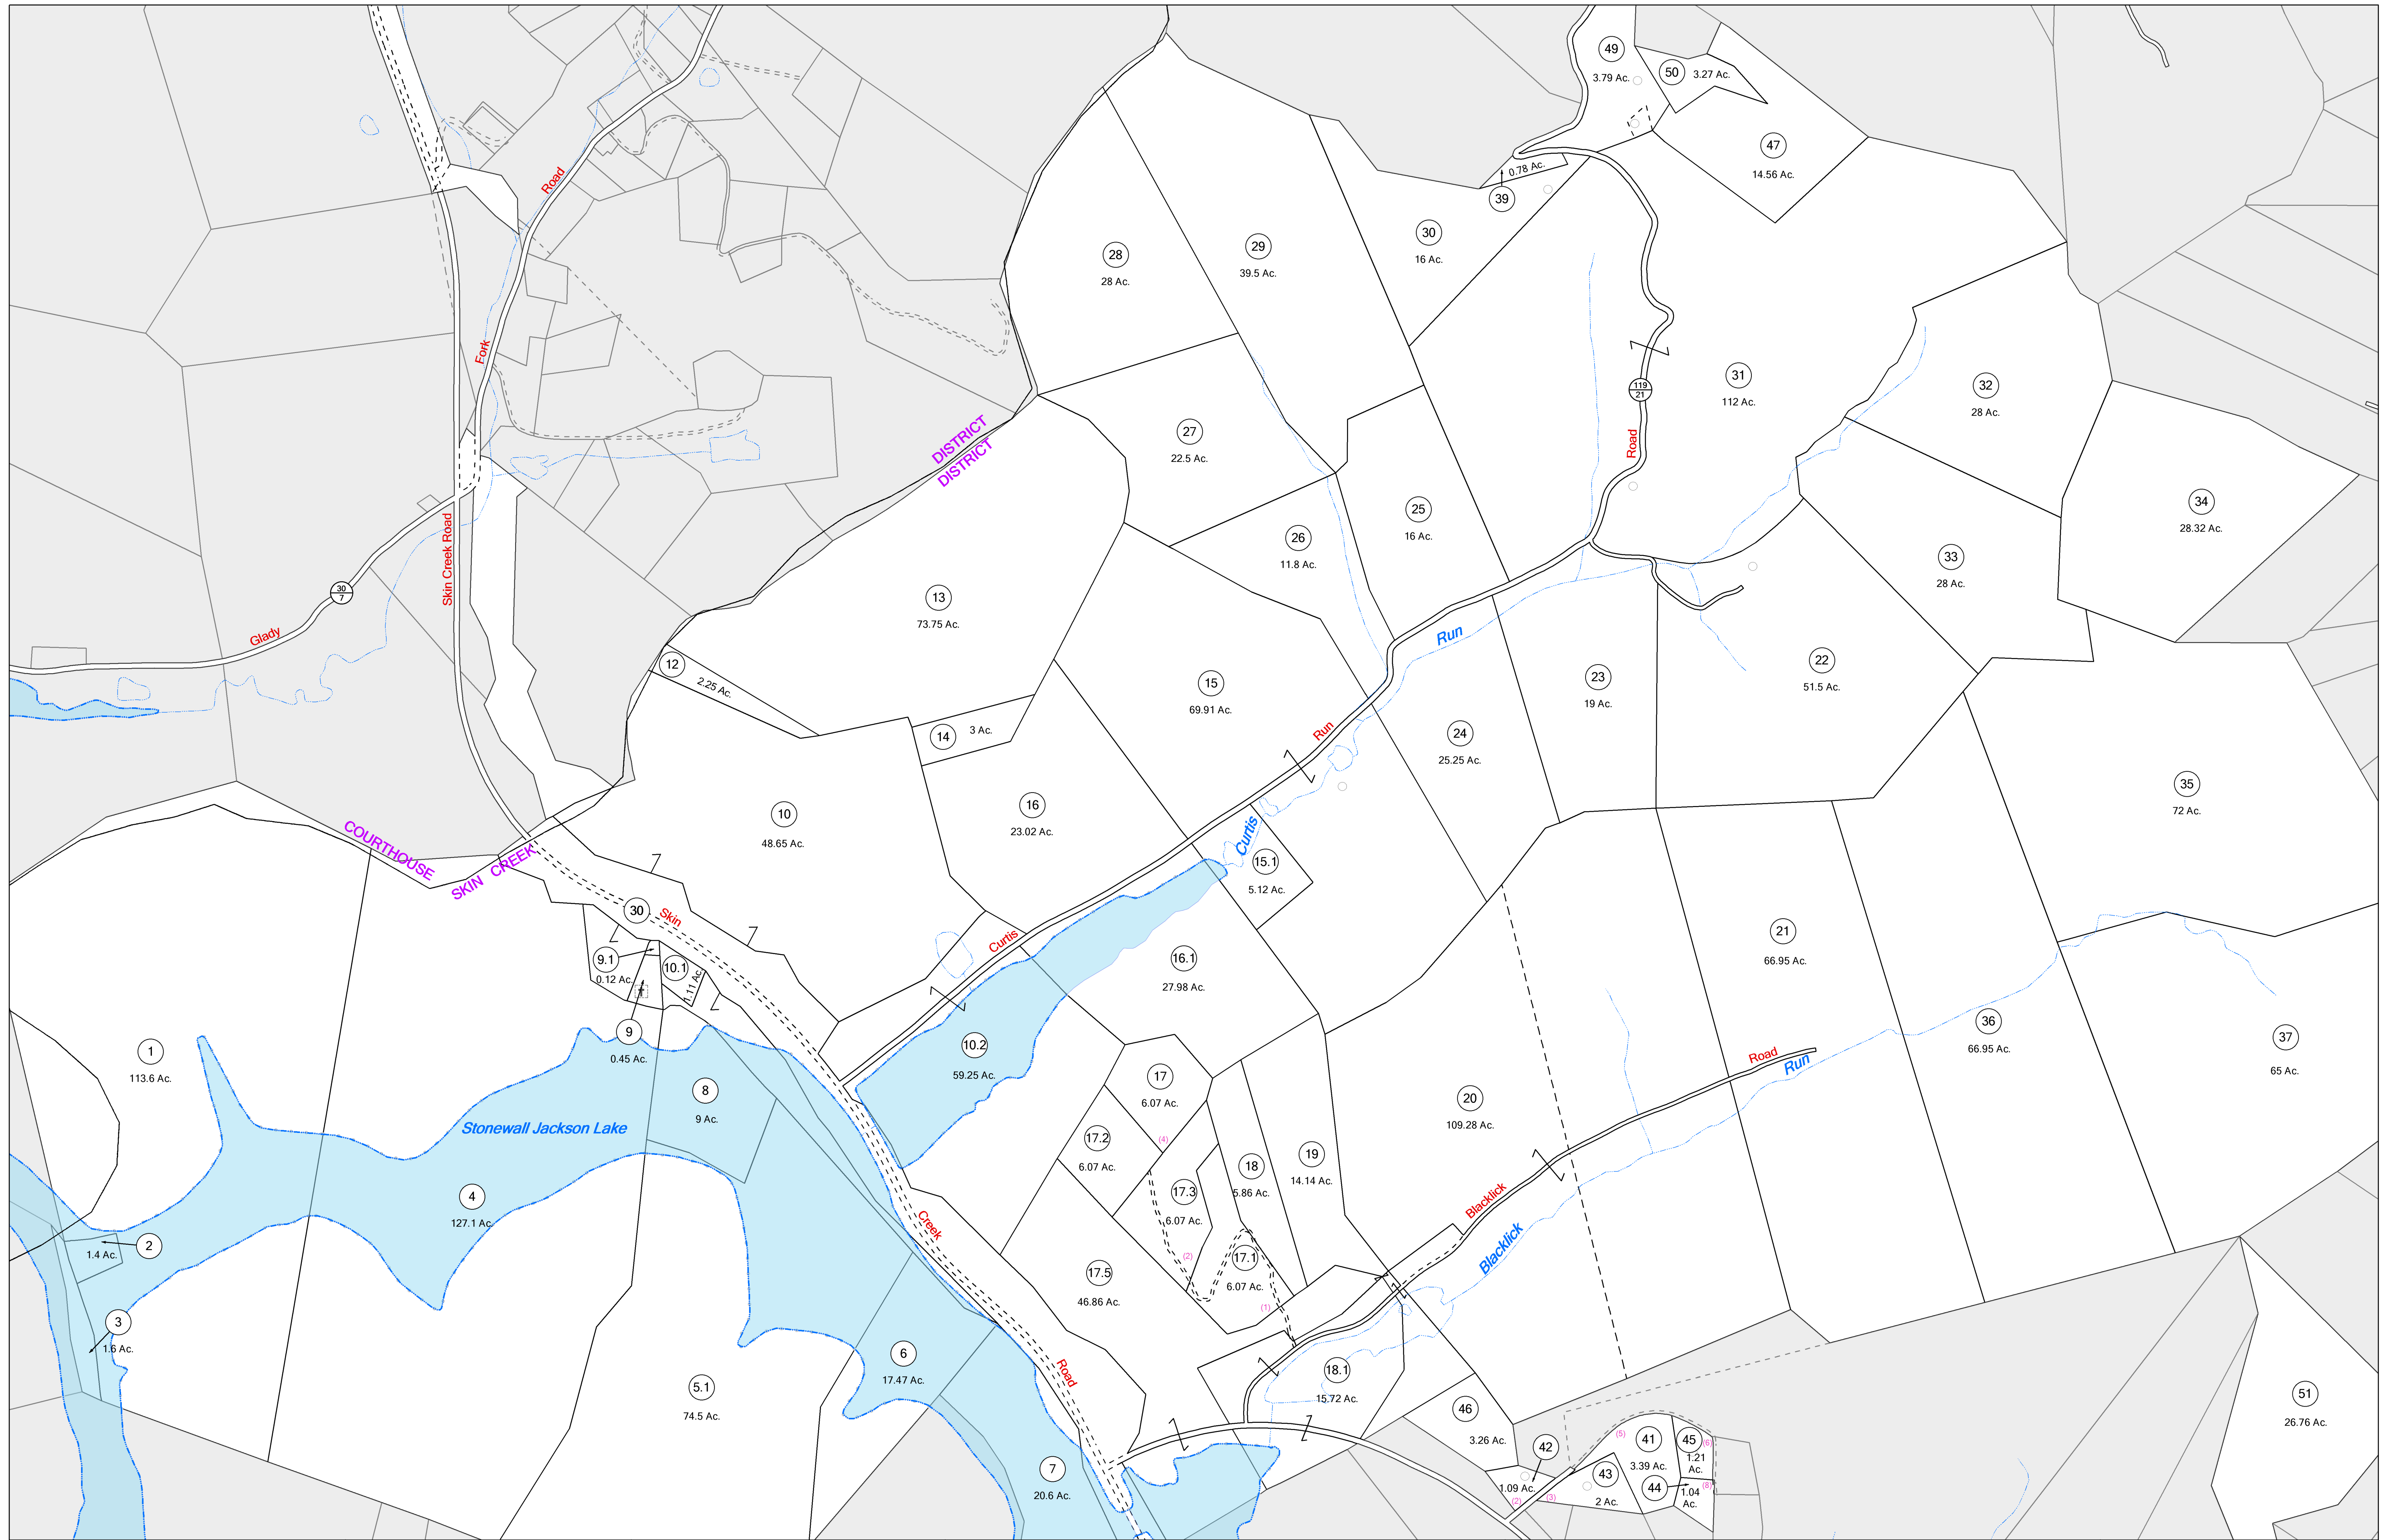 49
3.79 Ac.
50
3.27 Ac.
47
14.56 Ac.
0.78 Ac.
39
Road
28
28 Ac.
29
39.5 Ac.
30
16 Ac.
Fork
31
112 Ac.
119
21
Road
32
28 Ac.
27
22.5 Ac.
DISTRICT
DISTRICT
34
28.32 Ac.
25
16 Ac.
26
11.8 Ac.
33
28 Ac.
Skin Creek Road
30
7
Glady
13
73.75 Ac.
Run
12
2.25 Ac.
15
69.91 Ac.
23
19 Ac.
22
51.5 Ac.
14
3 Ac.
Run
24
25.25 Ac.
35
72 Ac.
10
48.65 Ac.
16
23.02 Ac.
Curtis
15.1
5.12 Ac.
COURTHOUSE
SKIN CREEK
30
Skin
Curtis
21
66.95 Ac.
9.1
0.12 Ac.
10.1
1.11 Ac.
16.1
27.98 Ac.
9
0.45 Ac.
10.2
59.25 Ac.
36
66.95 Ac.
37
65 Ac.
1
113.6 Ac.
Road
Run
8
9 Ac.
17
6.07 Ac.
20
109.28 Ac.
Stonewall Jackson Lake
17.2
6.07 Ac.
(4)
18
5.86 Ac.
19
14.14 Ac.
4
127.1 Ac.
17.3
6.07 Ac.
Blacklick
Creek
2
1.4 Ac.
(2)
17.1
6.07 Ac.
Blacklick
17.5
46.86 Ac.
(1)
3
1.6 Ac.
6
17.47 Ac.
Road
18.1
15.72 Ac.
5.1
74.5 Ac.
51
26.76 Ac.
46
3.26 Ac.
(5)
41
3.39 Ac.
45
(6)
1.21
Ac.
42
1.09 Ac.
(2)
(3)
43
2 Ac.
44
(8)
1.04
Ac.
7
20.6 Ac.